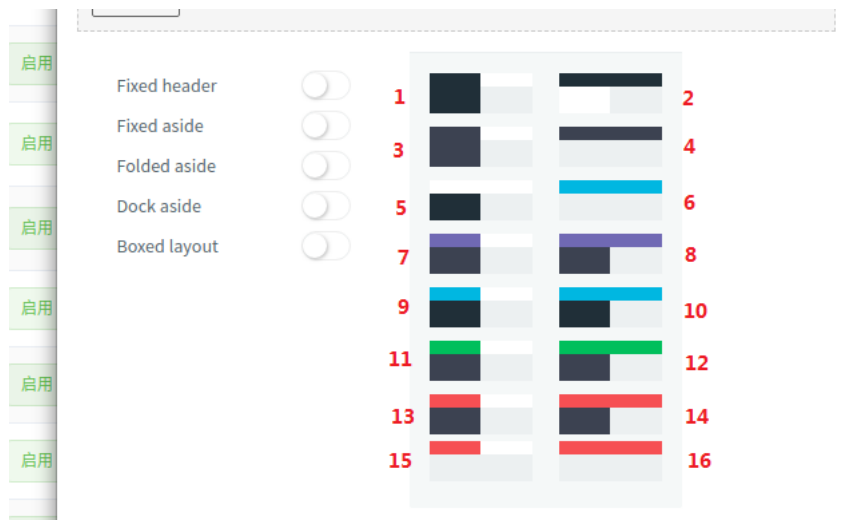 启用
启用
启用
启用
启用
启用
Fixed header
Fixed aside
Folded aside
Dock aside
Boxed layout
1 2
3 4
5 6
7 8
9 10
11 12
13 14
15 16